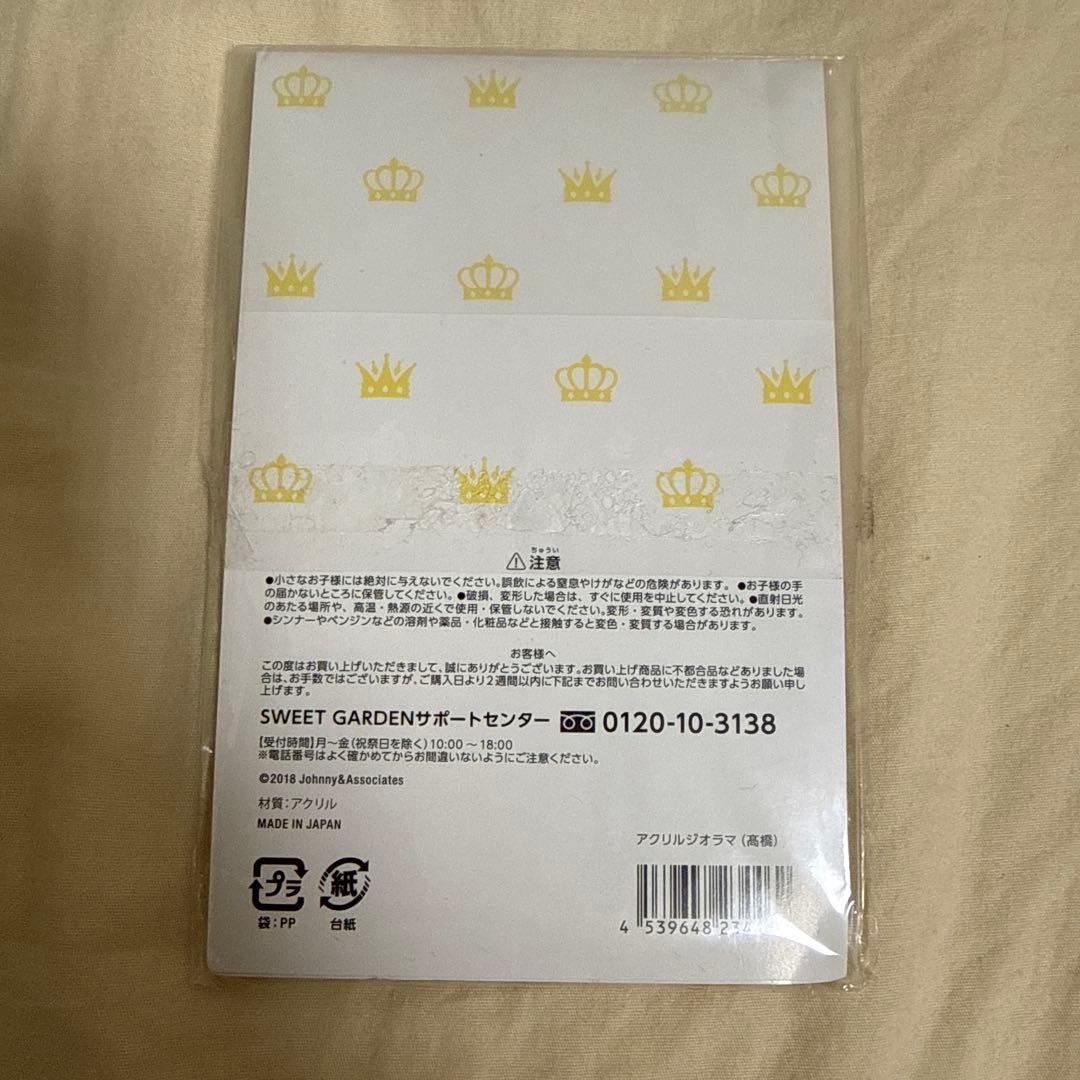 ちゅうい
注意
●小さなお子様には絶対に与えないでください。誤飲による窒息やけがなどの危険があります。 ●お子様の手
の届かないところに保管してください。●破損、変形した場合は、すぐに使用を中止してください。●直射日光
のあたる場所や、高温・熱源の近くで使用・保管しないでください。変形・変質や変色する恐れがあります。
●シンナーやベンジンなどの溶剤や薬品・化粧品などと接触すると変色・変質する場合があります。
お客様へ
この度はお買い上げいただきまして、誠にありがとうございます。お買い上げ商品に不都合品などありました場合
は、お手数ではございますが、ご購入日より2週間以内に下記までお問い合わせいただきますようお願い申し
上げます。
SWEET GARDENサポートセンター 0120-10-3138
【受付時間】月～金(祝祭日を除く)10:00～18:00
※電話番号はよく確かめてからお間違いないようにご注意ください。
©2018 Johnny&Associates
材質:アクリル
MADE IN JAPAN
アクリルジオラマ(髙橋)
プラ 紙
袋:PP 台紙
4 539648